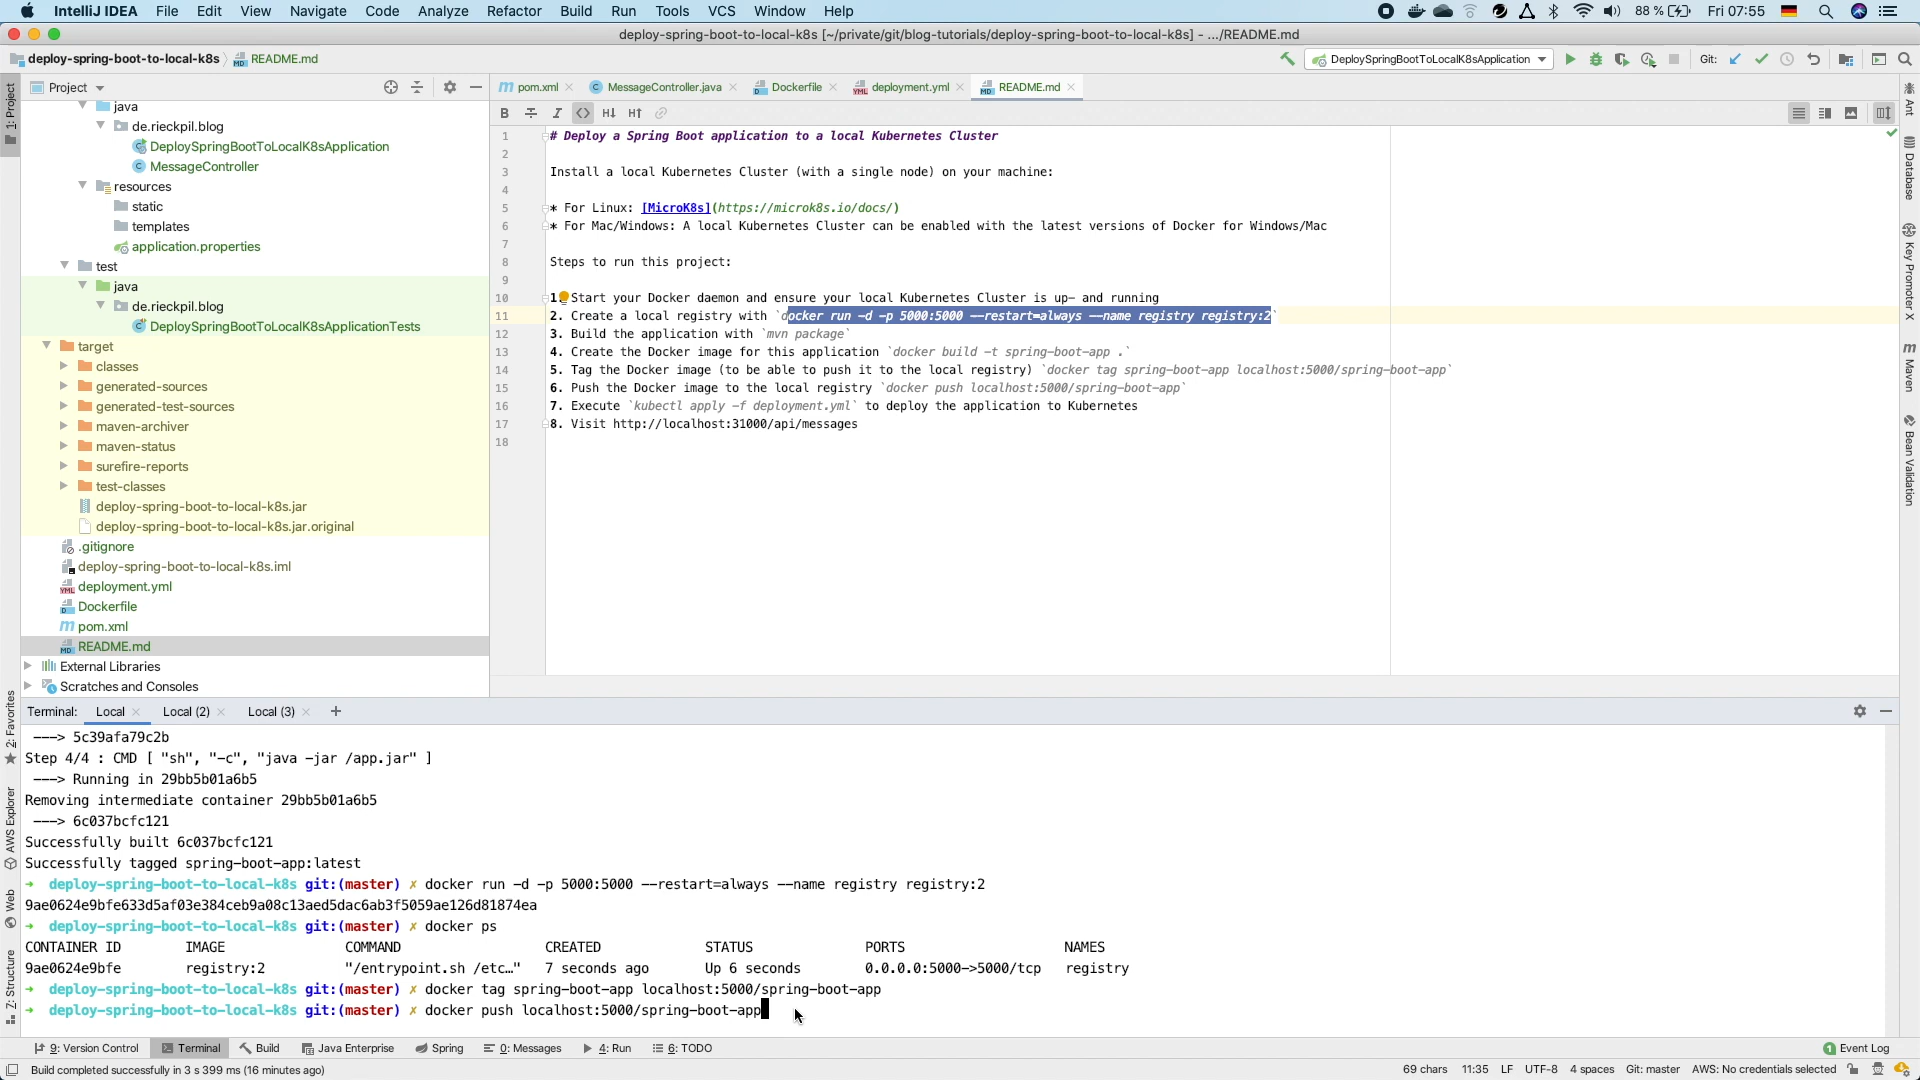 IntelliJ IDEA File Edit View Navigate Code Analyze Refactor Build Run Tools VCS Window Help 88 % Fri 07:55
deploy-spring-boot-to-local-k8s [~/private/git/blog-tutorials/deploy-spring-boot-to-local-k8s] - .../README.md
deploy-spring-boot-to-local-k8s README.md DeploySpringBootToLocalK8sApplication Git:
Project pom.xml MessageController.java Dockerfile deployment.yml README.md
1: Project
java
de.rieckpil.blog
DeploySpringBootToLocalK8sApplication
MessageController
resources
static
templates
application.properties
test
java
de.rieckpil.blog
DeploySpringBootToLocalK8sApplicationTests
target
classes
generated-sources
generated-test-sources
maven-archiver
maven-status
surefire-reports
test-classes
deploy-spring-boot-to-local-k8s.jar
deploy-spring-boot-to-local-k8s.jar.original
.gitignore
deploy-spring-boot-to-local-k8s.iml
deployment.yml
Dockerfile
pom.xml
README.md
External Libraries
Scratches and Consoles
B I <> H↓ H↑
1 # Deploy a Spring Boot application to a local Kubernetes Cluster
2
3 Install a local Kubernetes Cluster (with a single node) on your machine:
4
5 * For Linux: [MicroK8s](https://microk8s.io/docs/)
6 * For Mac/Windows: A local Kubernetes Cluster can be enabled with the latest versions of Docker for Windows/Mac
7
8 Steps to run this project:
9
10 1. Start your Docker daemon and ensure your local Kubernetes Cluster is up- and running
11 2. Create a local registry with `docker run -d -p 5000:5000 --restart=always --name registry registry:2`
12 3. Build the application with `mvn package`
13 4. Create the Docker image for this application `docker build -t spring-boot-app .`
14 5. Tag the Docker image (to be able to push it to the local registry) `docker tag spring-boot-app localhost:5000/spring-boot-app`
15 6. Push the Docker image to the local registry `docker push localhost:5000/spring-boot-app`
16 7. Execute `kubectl apply -f deployment.yml` to deploy the application to Kubernetes
17 8. Visit http://localhost:31000/api/messages
18
Ant
Database
Key Promoter X
Maven
Bean Validation
2: Favorites
AWS Explorer
Web
Z: Structure
Terminal: Local Local (2) Local (3) +
---> 5c39afa79c2b
Step 4/4 : CMD [ "sh", "-c", "java -jar /app.jar" ]
---> Running in 29bb5b01a6b5
Removing intermediate container 29bb5b01a6b5
---> 6c037bcfc121
Successfully built 6c037bcfc121
Successfully tagged spring-boot-app:latest
→ deploy-spring-boot-to-local-k8s git:(master) ✗ docker run -d -p 5000:5000 --restart=always --name registry registry:2
9ae0624e9bfe633d5af03e384ceb9a08c13aed5dac6ab3f5059ae126d81874ea
→ deploy-spring-boot-to-local-k8s git:(master) ✗ docker ps
CONTAINER ID IMAGE COMMAND CREATED STATUS PORTS NAMES
9ae0624e9bfe registry:2 "/entrypoint.sh /etc…" 7 seconds ago Up 6 seconds 0.0.0.0:5000->5000/tcp registry
→ deploy-spring-boot-to-local-k8s git:(master) ✗ docker tag spring-boot-app localhost:5000/spring-boot-app
→ deploy-spring-boot-to-local-k8s git:(master) ✗ docker push localhost:5000/spring-boot-app
9: Version Control Terminal Build Java Enterprise Spring 0: Messages 4: Run 6: TODO 1 Event Log
Build completed successfully in 3 s 399 ms (16 minutes ago) 69 chars 11:35 LF UTF-8 4 spaces Git: master AWS: No credentials selected